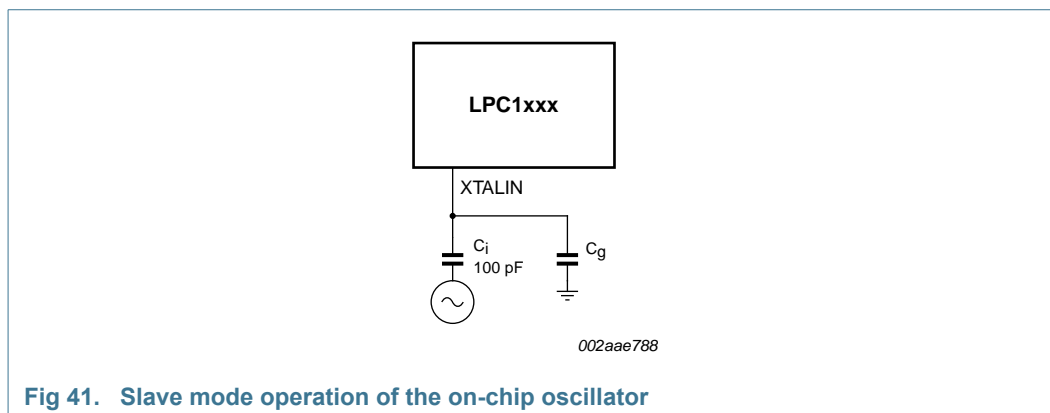 LPC1xxx
XTALIN
Ci
100 pF
Cg
002aae788
Fig 41. Slave mode operation of the on-chip oscillator